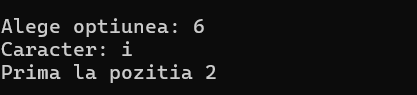 Alege optiunea: 6
Caracter: i
Prima la pozitia 2